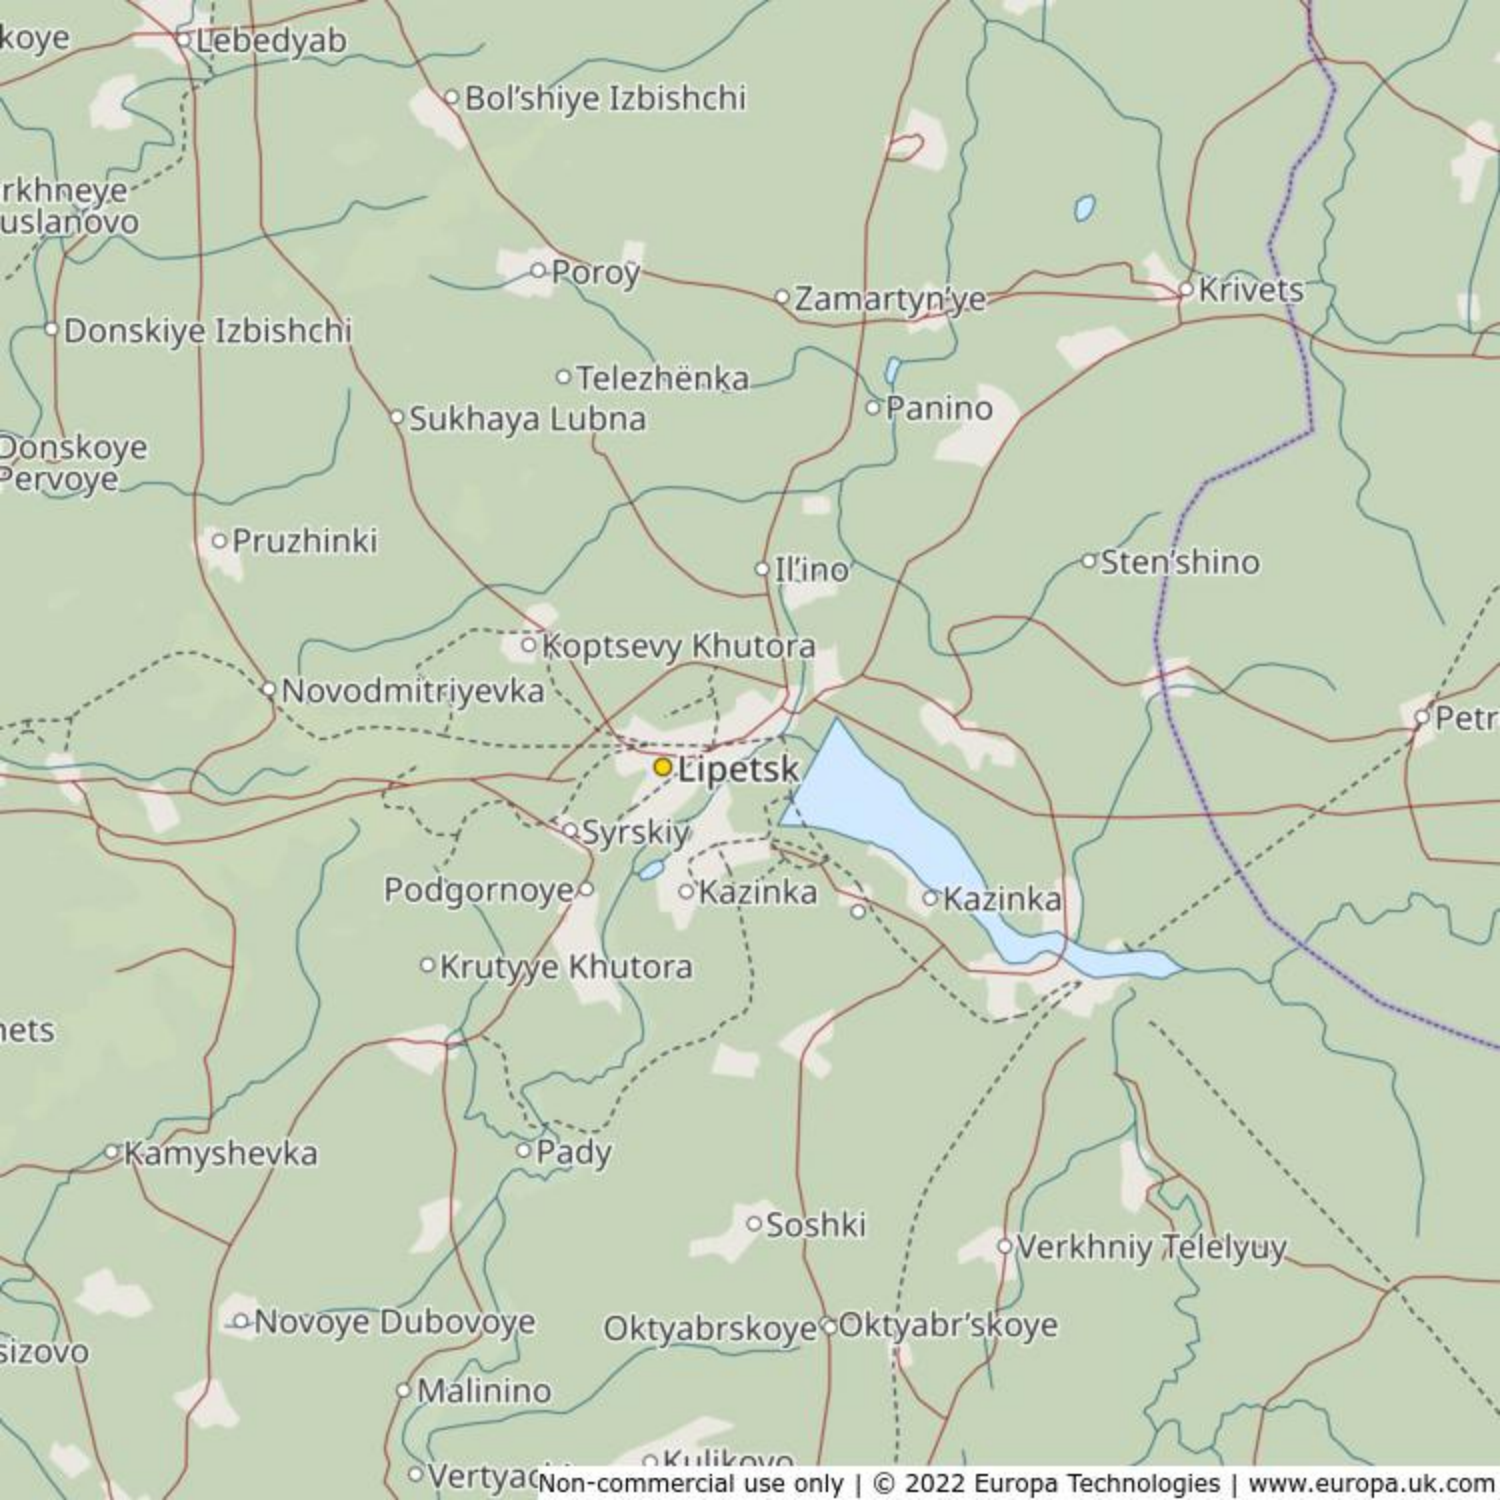 koye
Lebedyab
Bol'shiye Izbishchi
rkhneye
uslanovo
Poroy
Zamartyn'ye
Krivets
Donskiye Izbishchi
Telezhënka
Panino
Sukhaya Lubna
Donskoye
Pervoye
Pruzhinki
Il'ino
Sten'shino
Koptsevy Khutora
Novodmitriyevka
Petr
Lipetsk
Syrskiy
Podgornoye
Kazinka
Kazinka
Krutyye Khutora
nets
Kamyshevka
Pady
Soshki
Verkhniy Telelyuy
Novoye Dubovoye
Oktyabrskoye
Oktyabr'skoye
sizovo
Malinino
Kulikovo
Vertyac
Non-commercial use only | © 2022 Europa Technologies | www.europa.uk.com